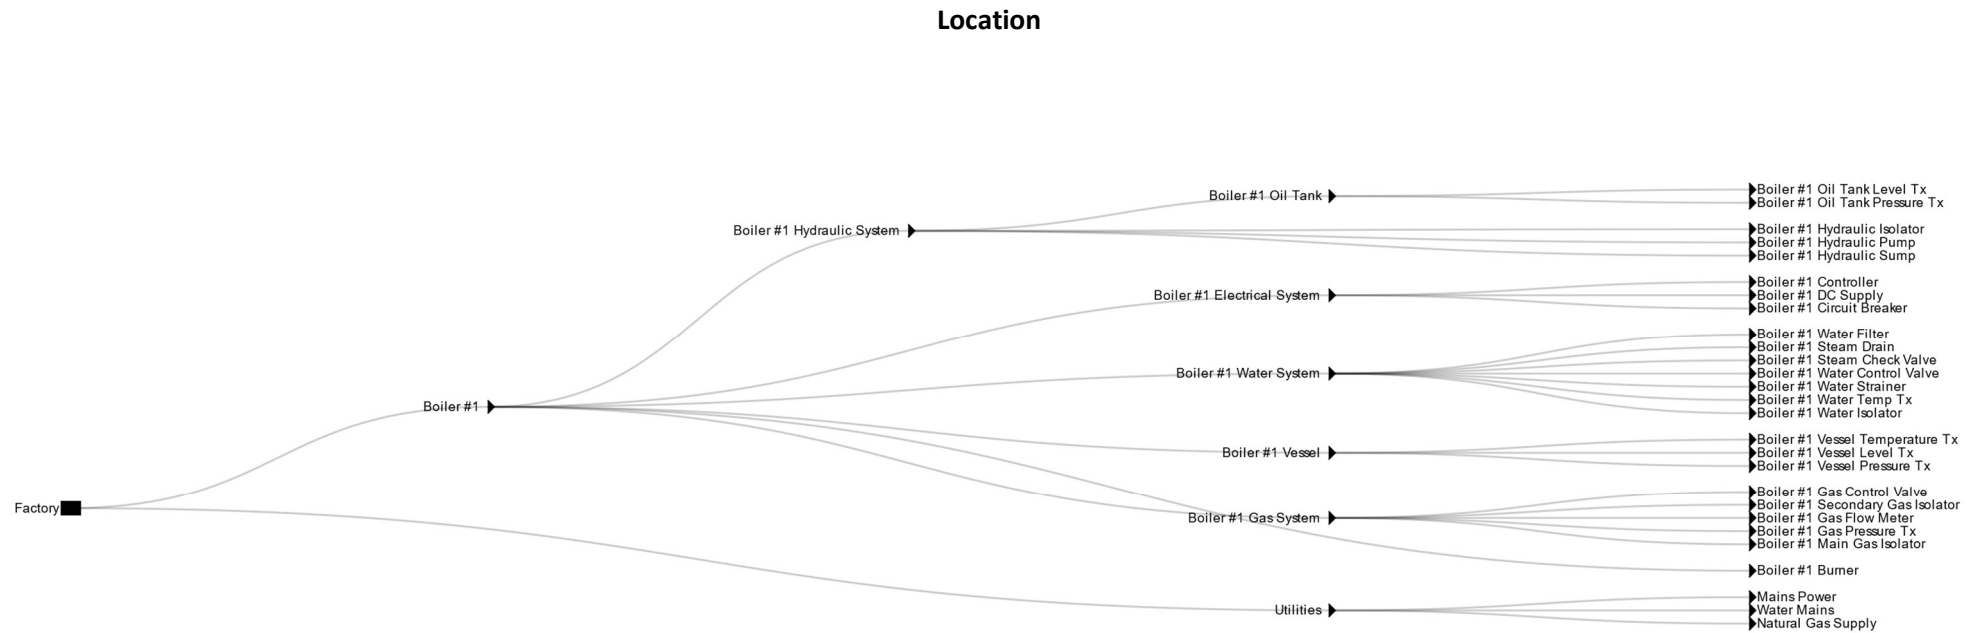 Location
Boiler #1 Oil Tank Level Tx
Boiler #1 Oil Tank
Boiler #1 Oil Tank Pressure Tx
Boiler #1 Hydraulic System
Boiler #1 Hydraulic Isolator
Boiler #1 Hydraulic Pump
Boiler #1 Hydraulic Sump
Boiler #1 Controller
Boiler #1 Electrical System
Boiler #1 DC Supply
Boiler #1 Circuit Breaker
Boiler #1 Water Filter
Boiler #1 Steam Drain
Boiler #1 Steam Check Valve
Boiler #1 Water System
Boiler #1 Water Control Valve
Boiler #1 Water Strainer
Boiler #1 Water Temp Tx
Boiler #1
Boiler #1 Water Isolator
Boiler #1 Vessel Temperature Tx
Boiler #1 Vessel
Boiler #1 Vessel Level Tx
Boiler #1 Vessel Pressure Tx
Boiler #1 Gas Control Valve
Boiler #1 Secondary Gas Isolator
Factory
Boiler #1 Gas System
Boiler #1 Gas Flow Meter
Boiler #1 Gas Pressure Tx
Boiler #1 Main Gas Isolator
Boiler #1 Burner
Mains Power
Utilities
Water Mains
Natural Gas Supply